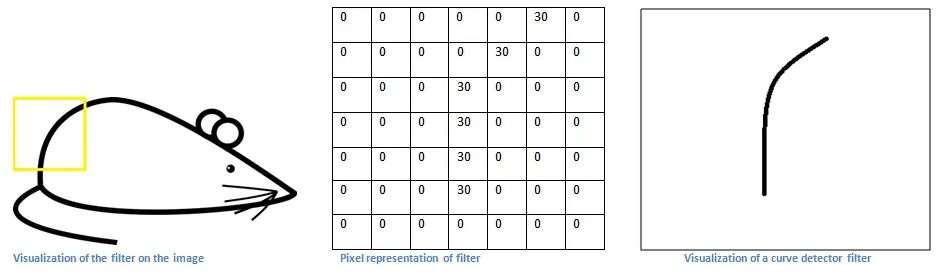 0 0 0 0 0 30 0
0 0 0 0 30 0 0
0 0 0 30 0 0 0
0 0 0 30 0 0 0
0 0 0 30 0 0 0
0 0 0 30 0 0 0
0 0 0 0 0 0 0
Visualization of the filter on the image
Pixel representation of filter
Visualization of a curve detector filter